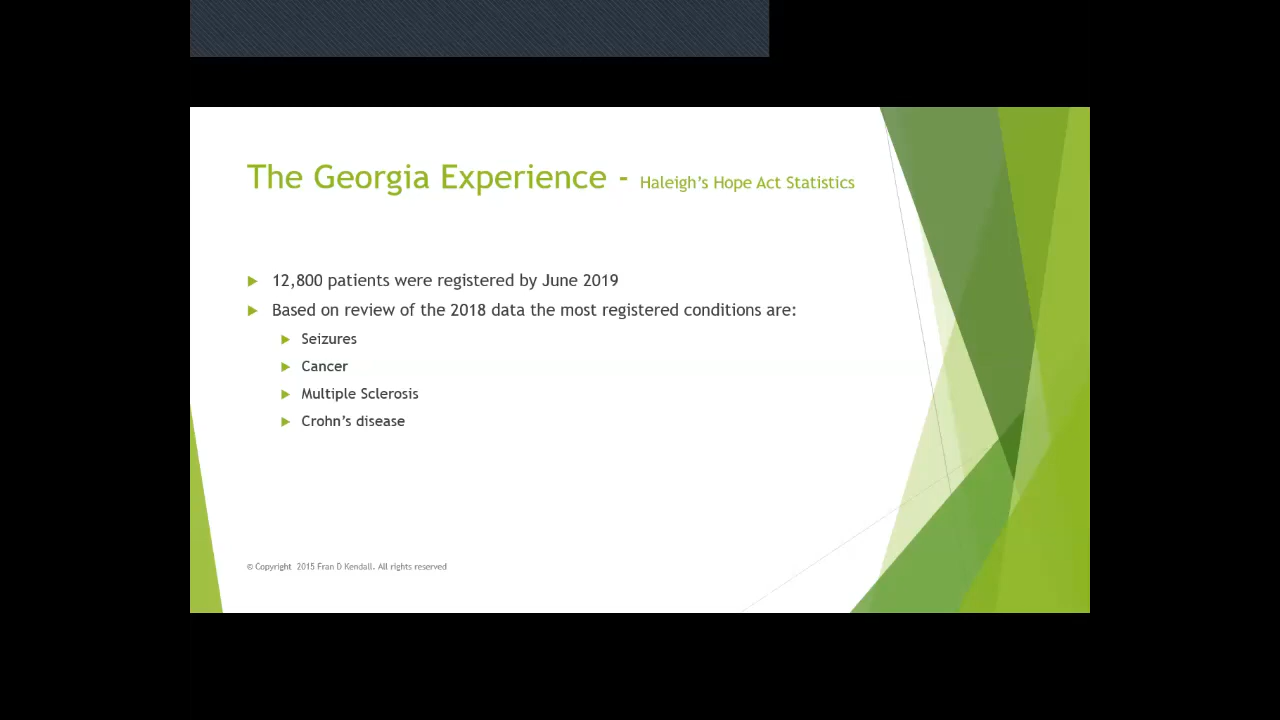 The Georgia Experience - Haleigh's Hope Act Statistics
12,800 patients were registered by June 2019
Based on review of the 2018 data the most registered conditions are:
Seizures
Cancer
Multiple Sclerosis
Crohn's disease
© Copyright 2015 Fran D Kendall. All rights reserved